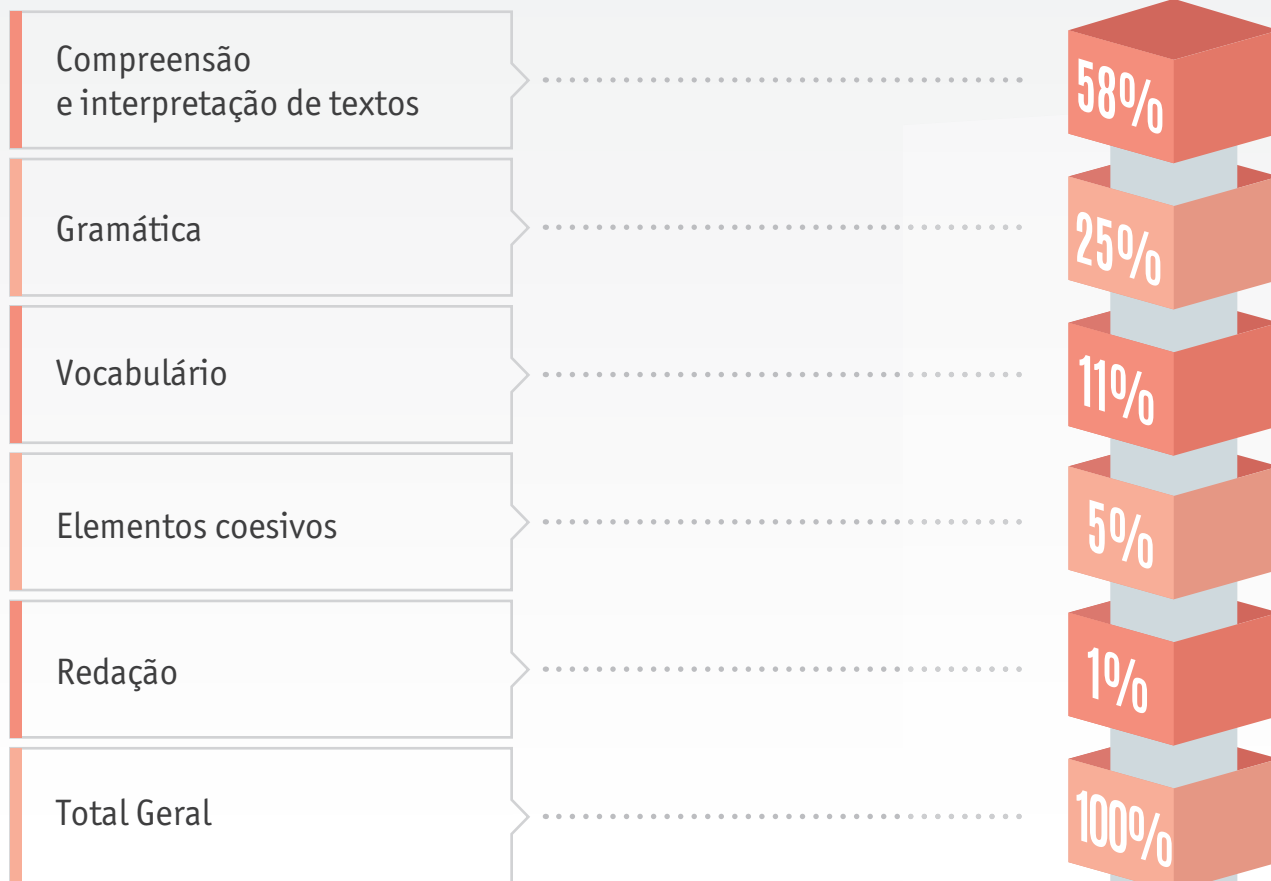 Compreensão
e interpretação de textos
58%
Gramática
25%
Vocabulário
11%
Elementos coesivos
5%
Redação
1%
Total Geral
100%